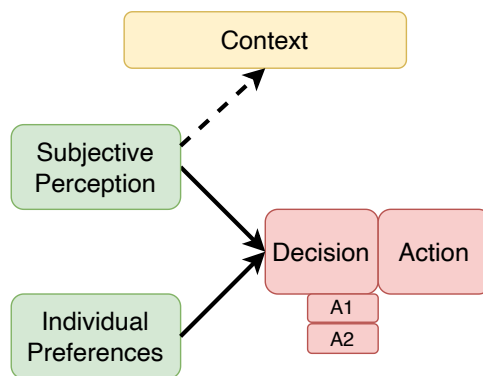 Context
Subjective
Perception
Decision
Action
A1
A2
Individual
Preferences